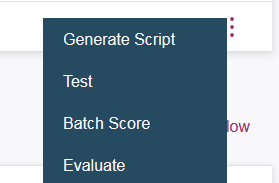 Generate Script
Test
Batch Score
Evaluate